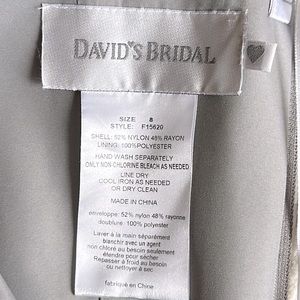 DAVID'S BRIDAL
SIZE 8
STYLE: F15620
SHELL: 52% NYLON 48% RAYON
LINING: 100%POLYESTER
HAND WASH SEPARATELY
ONLY NON-CHLORINE BLEACH AS NEEDED
LINE DRY
COOL IRON AS NEEDED
OR DRY CLEAN
MADE IN CHINA
enveloppe: 52% nylon 48% rayonne
doublure: 100% polyester
Laver à la main séparément
blanchir avec un agent
non chloré au besoin seulement
étendre pour sécher
Repasser à froid au besoin
ou nettoyer à sec
fabriqué en Chine